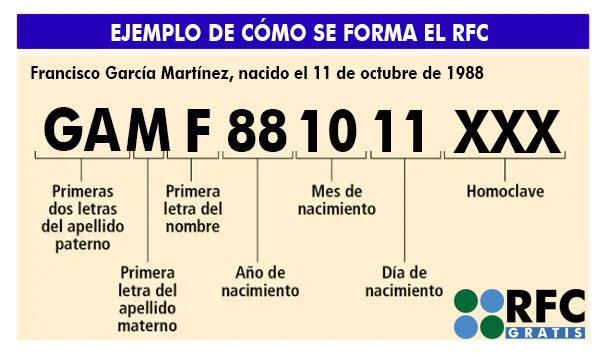 EJEMPLO DE CÓMO SE FORMA EL RFC
Francisco García Martínez, nacido el 11 de octubre de 1988
GAM F 88 10 11 XXX
Primeras
dos letras
del apellido
paterno
Primera
letra del
apellido
materno
Primera
letra del
nombre
Año de
nacimiento
Mes de
nacimiento
Día de
nacimiento
Homoclave
RFC
GRATIS